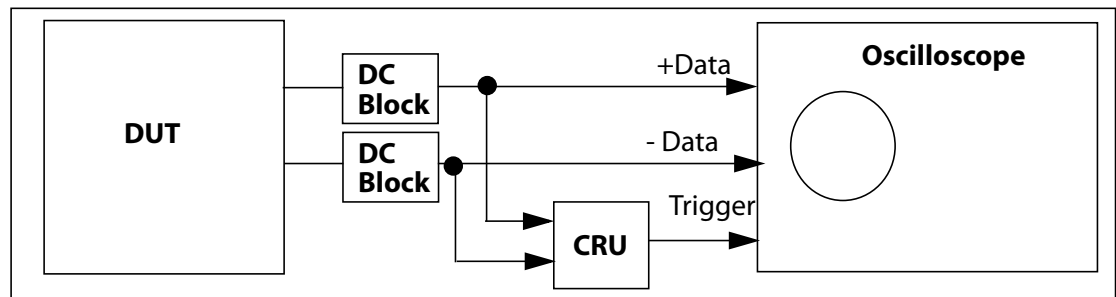 DUT
DC
Block
DC
Block
+Data
- Data
Trigger
CRU
Oscilloscope